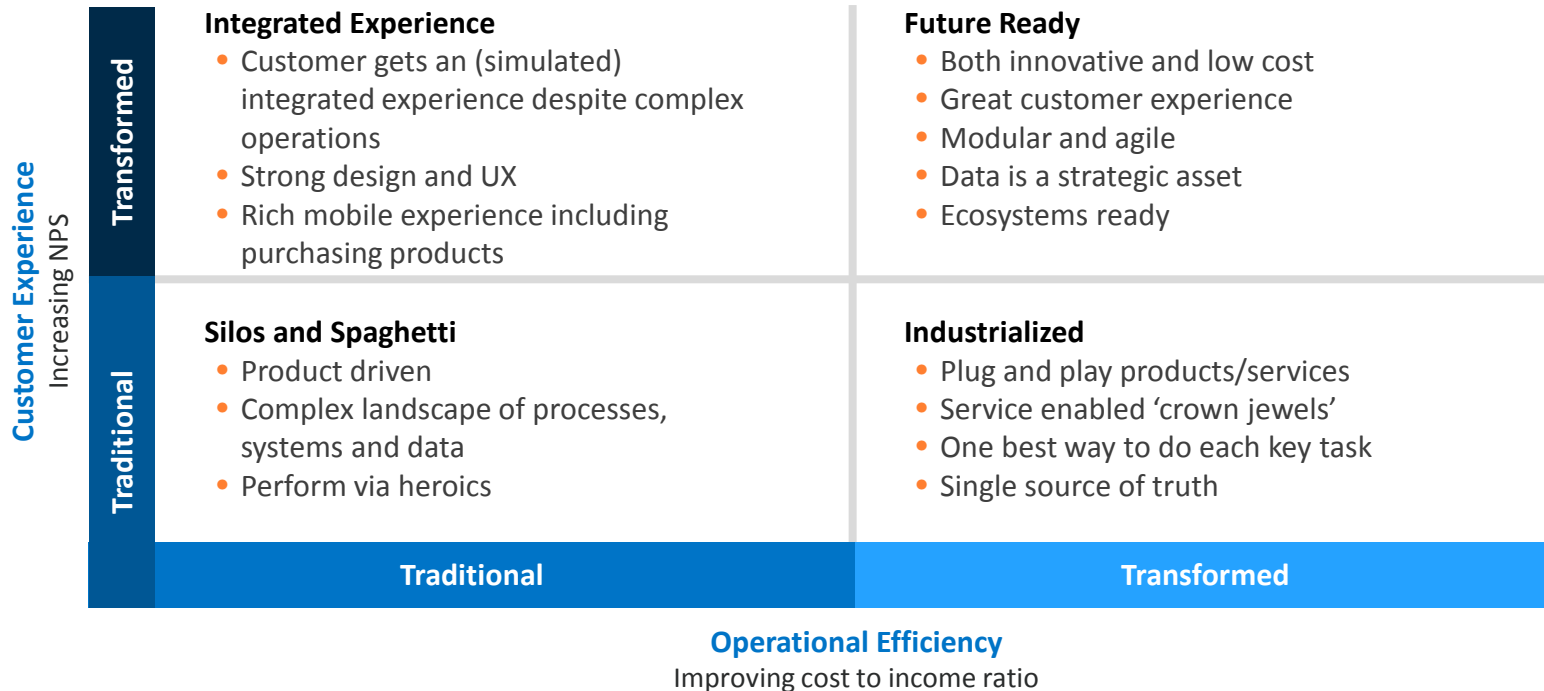 Customer Experience
Increasing NPS
Transformed
Traditional
Integrated Experience
• Customer gets an (simulated)
integrated experience despite complex
operations
• Strong design and UX
• Rich mobile experience including
purchasing products
Future Ready
• Both innovative and low cost
• Great customer experience
• Modular and agile
• Data is a strategic asset
• Ecosystems ready
Silos and Spaghetti
• Product driven
• Complex landscape of processes,
systems and data
• Perform via heroics
Industrialized
• Plug and play products/services
• Service enabled ‘crown jewels’
• One best way to do each key task
• Single source of truth
Traditional
Transformed
Operational Efficiency
Improving cost to income ratio